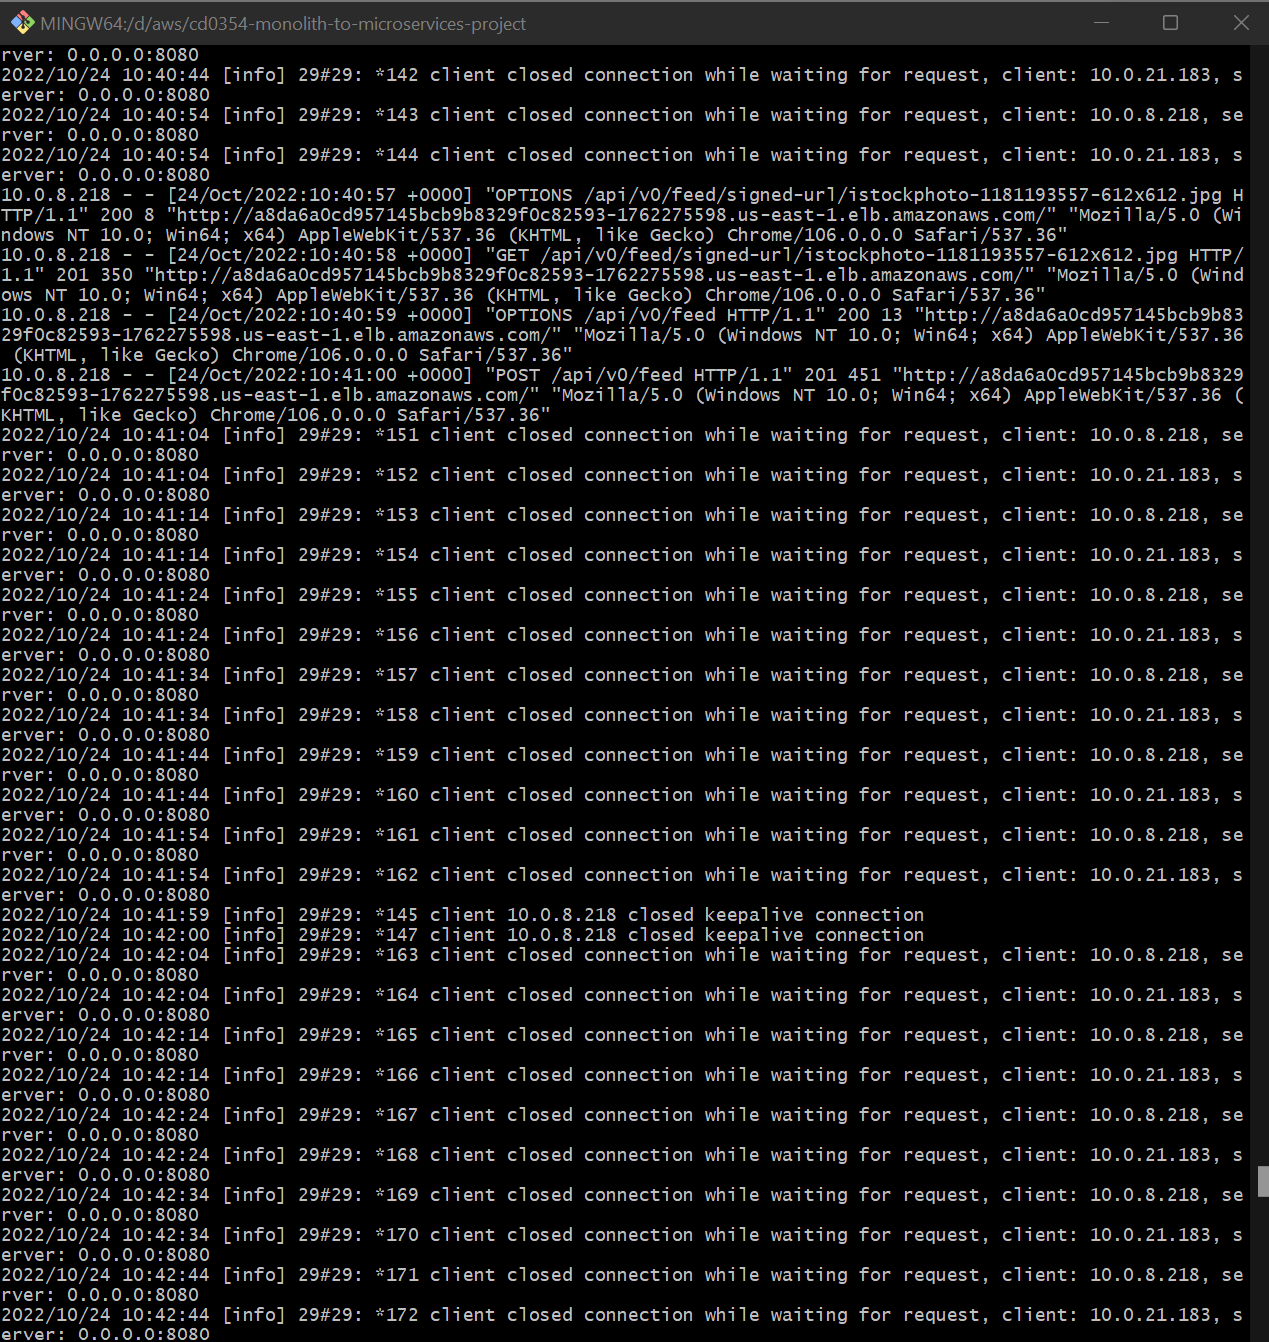 MINGW64:/d/aws/cd0354-monolith-to-microservices-project
rver: 0.0.0.0:8080
2022/10/24 10:40:44 [info] 29#29: *142 client closed connection while waiting for request, client: 10.0.21.183, s
erver: 0.0.0.0:8080
2022/10/24 10:40:54 [info] 29#29: *143 client closed connection while waiting for request, client: 10.0.8.218, se
rver: 0.0.0.0:8080
2022/10/24 10:40:54 [info] 29#29: *144 client closed connection while waiting for request, client: 10.0.21.183, s
erver: 0.0.0.0:8080
10.0.8.218 - - [24/Oct/2022:10:40:57 +0000] "OPTIONS /api/v0/feed/signed-url/istockphoto-1181193557-612x612.jpg H
TTP/1.1" 200 8 "http://a8da6a0cd957145bcb9b8329f0c82593-1762275598.us-east-1.elb.amazonaws.com/" "Mozilla/5.0 (Wi
ndows NT 10.0; Win64; x64) AppleWebKit/537.36 (KHTML, like Gecko) Chrome/106.0.0.0 Safari/537.36"
10.0.8.218 - - [24/Oct/2022:10:40:58 +0000] "GET /api/v0/feed/signed-url/istockphoto-1181193557-612x612.jpg HTTP/
1.1" 201 350 "http://a8da6a0cd957145bcb9b8329f0c82593-1762275598.us-east-1.elb.amazonaws.com/" "Mozilla/5.0 (Wind
ows NT 10.0; Win64; x64) AppleWebKit/537.36 (KHTML, like Gecko) Chrome/106.0.0.0 Safari/537.36"
10.0.8.218 - - [24/Oct/2022:10:40:59 +0000] "OPTIONS /api/v0/feed HTTP/1.1" 200 13 "http://a8da6a0cd957145bcb9b83
29f0c82593-1762275598.us-east-1.elb.amazonaws.com/" "Mozilla/5.0 (Windows NT 10.0; Win64; x64) AppleWebKit/537.36
 (KHTML, like Gecko) Chrome/106.0.0.0 Safari/537.36"
10.0.8.218 - - [24/Oct/2022:10:41:00 +0000] "POST /api/v0/feed HTTP/1.1" 201 451 "http://a8da6a0cd957145bcb9b8329
f0c82593-1762275598.us-east-1.elb.amazonaws.com/" "Mozilla/5.0 (Windows NT 10.0; Win64; x64) AppleWebKit/537.36 (
KHTML, like Gecko) Chrome/106.0.0.0 Safari/537.36"
2022/10/24 10:41:04 [info] 29#29: *151 client closed connection while waiting for request, client: 10.0.8.218, se
rver: 0.0.0.0:8080
2022/10/24 10:41:04 [info] 29#29: *152 client closed connection while waiting for request, client: 10.0.21.183, s
erver: 0.0.0.0:8080
2022/10/24 10:41:14 [info] 29#29: *153 client closed connection while waiting for request, client: 10.0.8.218, se
rver: 0.0.0.0:8080
2022/10/24 10:41:14 [info] 29#29: *154 client closed connection while waiting for request, client: 10.0.21.183, s
erver: 0.0.0.0:8080
2022/10/24 10:41:24 [info] 29#29: *155 client closed connection while waiting for request, client: 10.0.8.218, se
rver: 0.0.0.0:8080
2022/10/24 10:41:24 [info] 29#29: *156 client closed connection while waiting for request, client: 10.0.21.183, s
erver: 0.0.0.0:8080
2022/10/24 10:41:34 [info] 29#29: *157 client closed connection while waiting for request, client: 10.0.8.218, se
rver: 0.0.0.0:8080
2022/10/24 10:41:34 [info] 29#29: *158 client closed connection while waiting for request, client: 10.0.21.183, s
erver: 0.0.0.0:8080
2022/10/24 10:41:44 [info] 29#29: *159 client closed connection while waiting for request, client: 10.0.8.218, se
rver: 0.0.0.0:8080
2022/10/24 10:41:44 [info] 29#29: *160 client closed connection while waiting for request, client: 10.0.21.183, s
erver: 0.0.0.0:8080
2022/10/24 10:41:54 [info] 29#29: *161 client closed connection while waiting for request, client: 10.0.8.218, se
rver: 0.0.0.0:8080
2022/10/24 10:41:54 [info] 29#29: *162 client closed connection while waiting for request, client: 10.0.21.183, s
erver: 0.0.0.0:8080
2022/10/24 10:41:59 [info] 29#29: *145 client 10.0.8.218 closed keepalive connection
2022/10/24 10:42:00 [info] 29#29: *147 client 10.0.8.218 closed keepalive connection
2022/10/24 10:42:04 [info] 29#29: *163 client closed connection while waiting for request, client: 10.0.8.218, se
rver: 0.0.0.0:8080
2022/10/24 10:42:04 [info] 29#29: *164 client closed connection while waiting for request, client: 10.0.21.183, s
erver: 0.0.0.0:8080
2022/10/24 10:42:14 [info] 29#29: *165 client closed connection while waiting for request, client: 10.0.8.218, se
rver: 0.0.0.0:8080
2022/10/24 10:42:14 [info] 29#29: *166 client closed connection while waiting for request, client: 10.0.21.183, s
erver: 0.0.0.0:8080
2022/10/24 10:42:24 [info] 29#29: *167 client closed connection while waiting for request, client: 10.0.8.218, se
rver: 0.0.0.0:8080
2022/10/24 10:42:24 [info] 29#29: *168 client closed connection while waiting for request, client: 10.0.21.183, s
erver: 0.0.0.0:8080
2022/10/24 10:42:34 [info] 29#29: *169 client closed connection while waiting for request, client: 10.0.8.218, se
rver: 0.0.0.0:8080
2022/10/24 10:42:34 [info] 29#29: *170 client closed connection while waiting for request, client: 10.0.21.183, s
erver: 0.0.0.0:8080
2022/10/24 10:42:44 [info] 29#29: *171 client closed connection while waiting for request, client: 10.0.8.218, se
rver: 0.0.0.0:8080
2022/10/24 10:42:44 [info] 29#29: *172 client closed connection while waiting for request, client: 10.0.21.183, s
erver: 0.0.0.0:8080